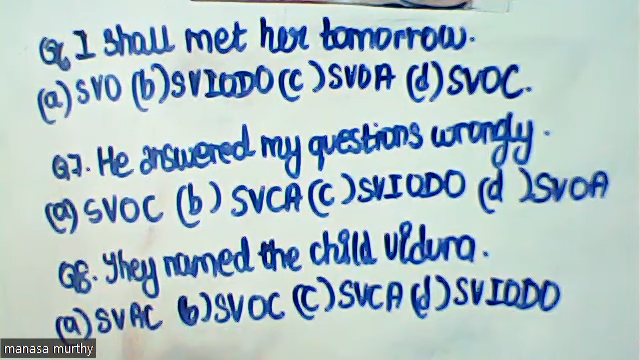 Q6 I shall met her tomorrow.
(a) SVO (b) SVIODO (c) SVOA (d) SVOC.
Q7. He answered my questions wrongly.
(a) SVOC (b) SVCA (c) SVIODO (d) SVOA
Q8. They named the child Vidura.
(a) SVAC (b) SVOC (c) SVCA (d) SVIODO
manasa murthy